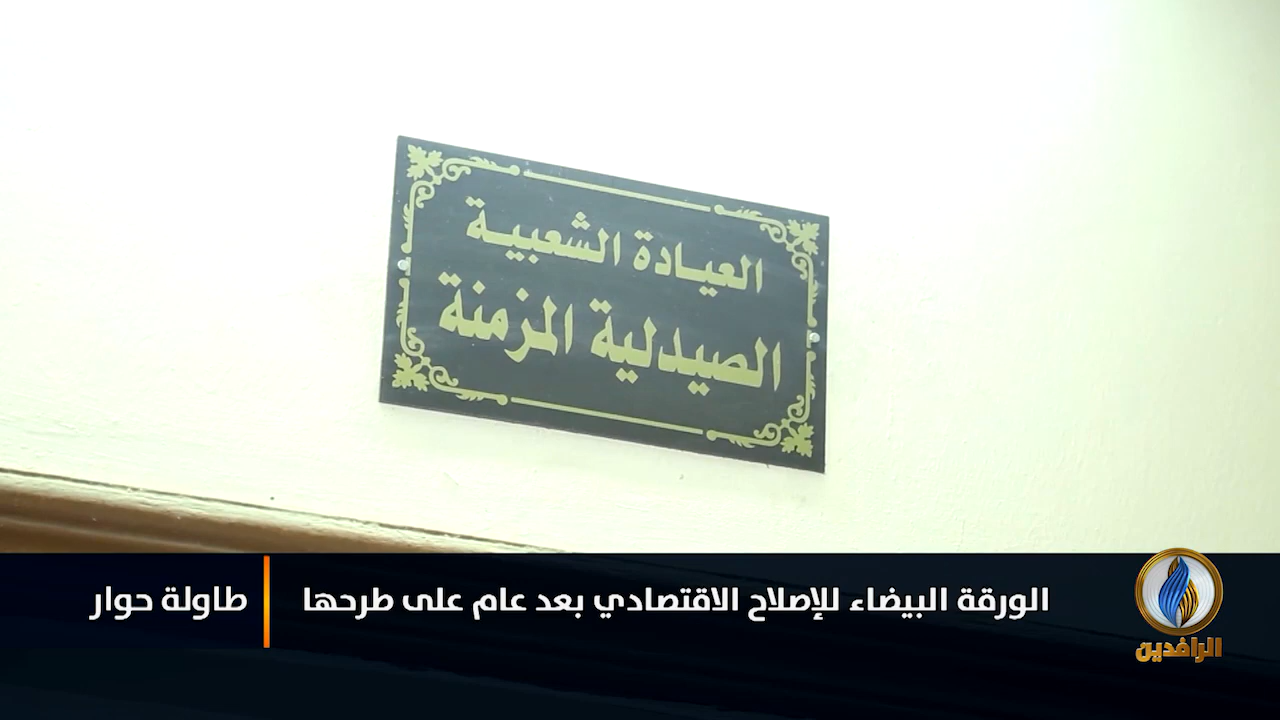 العيادة الشعبية
الصيدلية المزمنة
الورقة البيضاء للإصلاح الاقتصادي بعد عام على طرحها
طاولة حوار
الرافدين